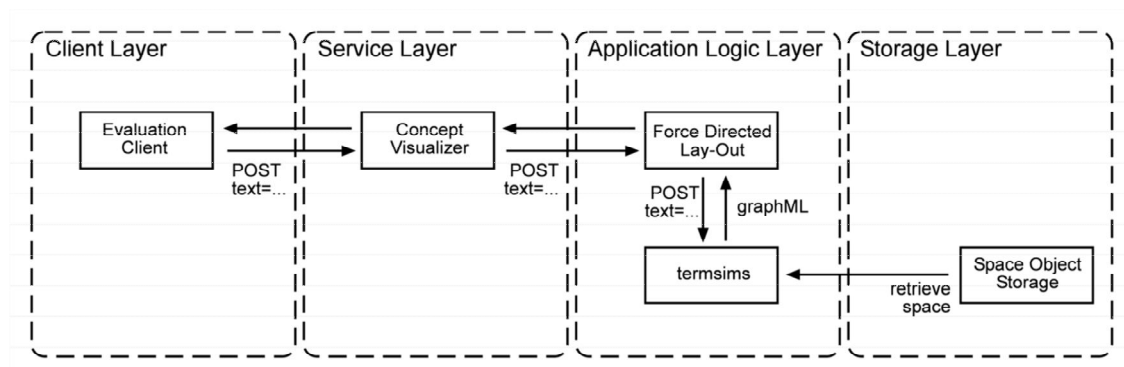 Client Layer
Service Layer
Application Logic Layer
Storage Layer
Evaluation
Client
POST
text=...
Concept
Visualizer
POST
text=...
Force Directed
Lay-Out
POST
text=...
graphML
termsims
retrieve
space
Space Object
Storage